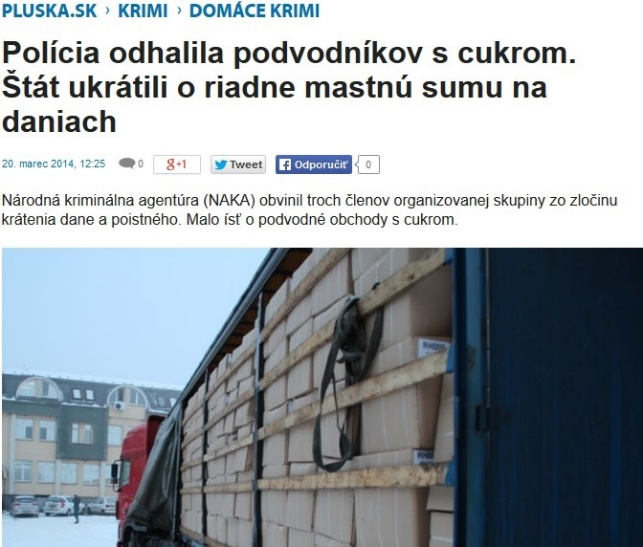 PLUSKA.SK › KRIMI › DOMÁCE KRIMI
Polícia odhalila podvodníkov s cukrom.
Štát ukrátili o riadne mastnú sumu na
daniach
20. marec 2014, 12:25 0 g+1 Tweet Odporučiť 0
Národná kriminálna agentúra (NAKA) obvinil troch členov organizovanej skupiny zo zločinu
krátenia dane a poistného. Malo ísť o podvodné obchody s cukrom.